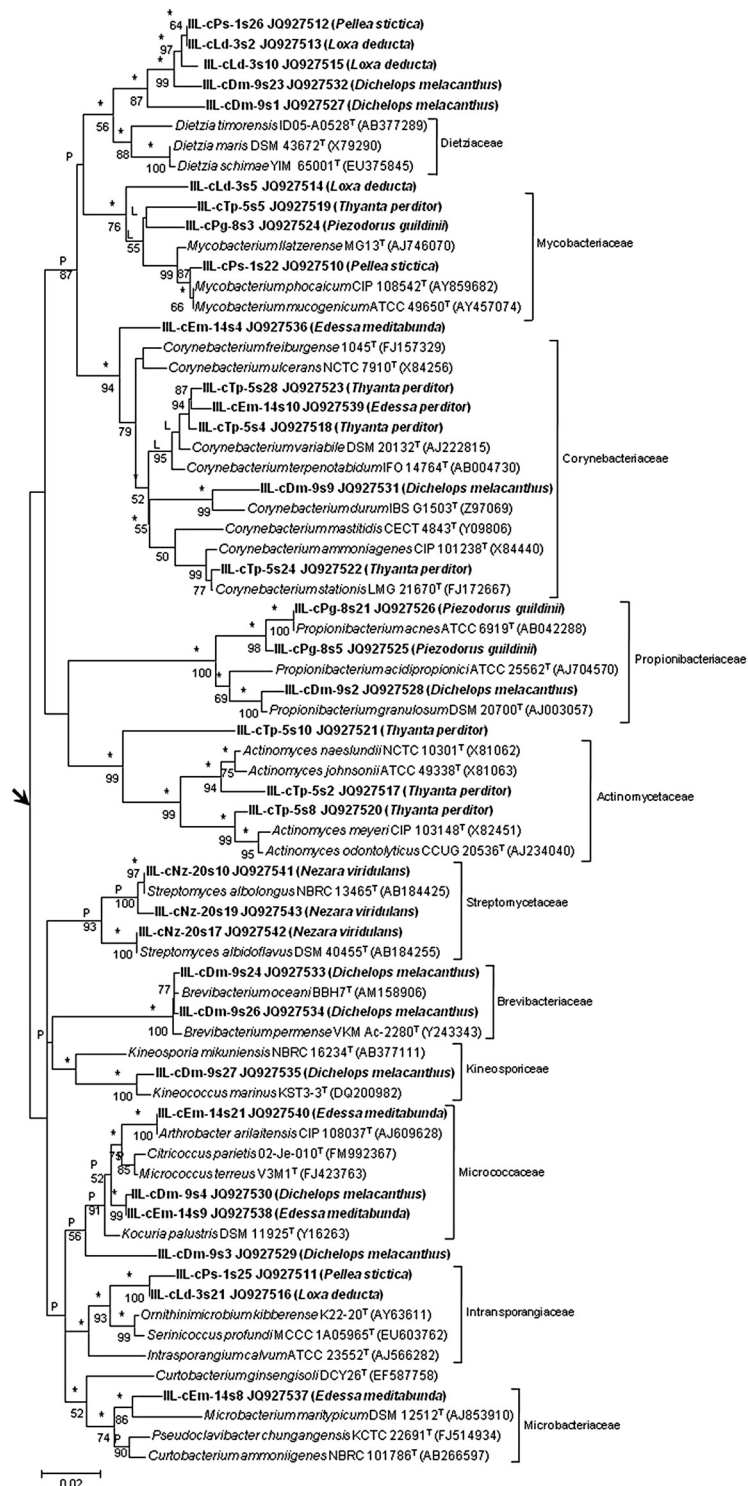 *
64 IIL-cPs-1s26 JQ927512 (Pellea stictica)
* 97 IIL-cLd-3s2 JQ927513 (Loxa deducta)
* 99 IIL-cLd-3s10 JQ927515 (Loxa deducta)
* 87 IIL-cDm-9s23 JQ927532 (Dichelops melacanthus)
IIL-cDm-9s1 JQ927527 (Dichelops melacanthus)
* 56
Dietzia timorensis ID05-A0528T (AB377289)
* 88 Dietzia maris DSM 43672T (X79290)
Dietziaceae
100 Dietzia schimae YIM 65001T (EU375845)
P
IIL-cLd-3s5 JQ927514 (Loxa deducta)
* 76 L IIL-cTp-5s5 JQ927519 (Thyanta perditor)
L 55 IIL-cPg-8s3 JQ927524 (Piezodorus guildinii)
Mycobacterium llatzerense MG13T (AJ746070)
Mycobacteriaceae
P 87
99 87 IIL-cPs-1s22 JQ927510 (Pellea stictica)
* Mycobacterium phocaicum CIP 108542T (AY859682)
66 Mycobacterium mucogenicum ATCC 49650T (AY457074)
IIL-cEm-14s4 JQ927536 (Edessa meditabunda)
* 94
Corynebacterium freiburgense 1045T (FJ157329)
Corynebacterium ulcerans NCTC 7910T (X84256)
87 IIL-cTp-5s28 JQ927523 (Thyanta perditor)
94 IIL-cEm-14s10 JQ927539 (Edessa perditor)
79 L IIL-cTp-5s4 JQ927518 (Thyanta perditor)
L Corynebacterium variabile DSM 20132T (AJ222815)
Corynebacteriaceae
95 Corynebacterium terpenotabidum IFO 14764T (AB004730)
* 52
* IIL-cDm-9s9 JQ927531 (Dichelops melacanthus)
99 Corynebacterium durum IBS G1503T (Z97069)
* 55
Corynebacterium mastitidis CECT 4843T (Y09806)
50 Corynebacterium ammoniagenes CIP 101238T (X84440)
99 IIL-cTp-5s24 JQ927522 (Thyanta perditor)
77 Corynebacterium stationis LMG 21670T (FJ172667)
* IIL-cPg-8s21 JQ927526 (Piezodorus guildinii)
* 100 Propionibacterium acnes ATCC 6919T (AB042288)
* 98 IIL-cPg-8s5 JQ927525 (Piezodorus guildinii)
Propionibacteriaceae
100 * Propionibacterium acidipropionici ATCC 25562T (AJ704570)
69 * IIL-cDm-9s2 JQ927528 (Dichelops melacanthus)
100 Propionibacterium granulosum DSM 20700T (AJ003057)
IIL-cTp-5s10 JQ927521 (Thyanta perditor)
* 99
* Actinomyces naeslundii NCTC 10301T (X81062)
75 Actinomyces johnsonii ATCC 49338T (X81063)
* 94 IIL-cTp-5s2 JQ927517 (Thyanta perditor)
Actinomycetaceae
99 * IIL-cTp-5s8 JQ927520 (Thyanta perditor)
99 * Actinomyces meyeri CIP 103148T (X82451)
95 Actinomyces odontolyticus CCUG 20536T (AJ234040)
*
97 IIL-cNz-20s10 JQ927541 (Nezara viridulans)
P 100 Streptomyces albolongus NBRC 13465T (AB184425)
Streptomycetaceae
P 93 IIL-cNz-20s19 JQ927543 (Nezara viridulans)
* IIL-cNz-20s17 JQ927542 (Nezara viridulans)
100 Streptomyces albidoflavus DSM 40455T (AB184255)
IIL-cDm-9s24 JQ927533 (Dichelops melacanthus)
77 Brevibacterium oceani BBH7T (AM158906)
Brevibacteriaceae
* IIL-cDm-9s26 JQ927534 (Dichelops melacanthus)
100 Brevibacterium permense VKM Ac-2280T (Y243343)
P
Kineosporia mikuniensis NBRC 16234T (AB377111)
* * IIL-cDm-9s27 JQ927535 (Dichelops melacanthus)
Kineosporiceae
100 Kineococcus marinus KST3-3T (DQ200982)
* IIL-cEm-14s21 JQ927540 (Edessa meditabunda)
* 100 Arthrobacter arilaitensis CIP 108037T (AJ609628)
75 P Citricoccus parietis 02-Je-010T (FM992367)
P 52 85 Micrococcus terreus V3M1T (FJ423763)
Micrococcaceae
P 91 * IIL-cDm-9s4 JQ927530 (Dichelops melacanthus)
99 IIL-cEm-14s9 JQ927538 (Edessa meditabunda)
P 56 Kocuria palustris DSM 11925T (Y16263)
IIL-cDm-9s3 JQ927529 (Dichelops melacanthus)
P
* IIL-cPs-1s25 JQ927511 (Pellea stictica)
* 100 IIL-cLd-3s21 JQ927516 (Loxa deducta)
93 * Ornithinimicrobium kibberense K22-20T (AY63611)
Intransporangiaceae
* 99 Serinicoccus profundi MCCC 1A05965T (EU603762)
Intrasporangium calvum ATCC 23552T (AJ566282)
* 52 Curtobacterium ginsengisoli DCY26T (EF587758)
* IIL-cEm-14s8 JQ927537 (Edessa meditabunda)
* 86 Microbacterium maritypicum DSM 12512T (AJ853910)
Microbacteriaceae
74 P Pseudoclavibacter chungangensis KCTC 22691T (FJ514934)
90 Curtobacterium ammoniigenes NBRC 101786T (AB266597)
0.02